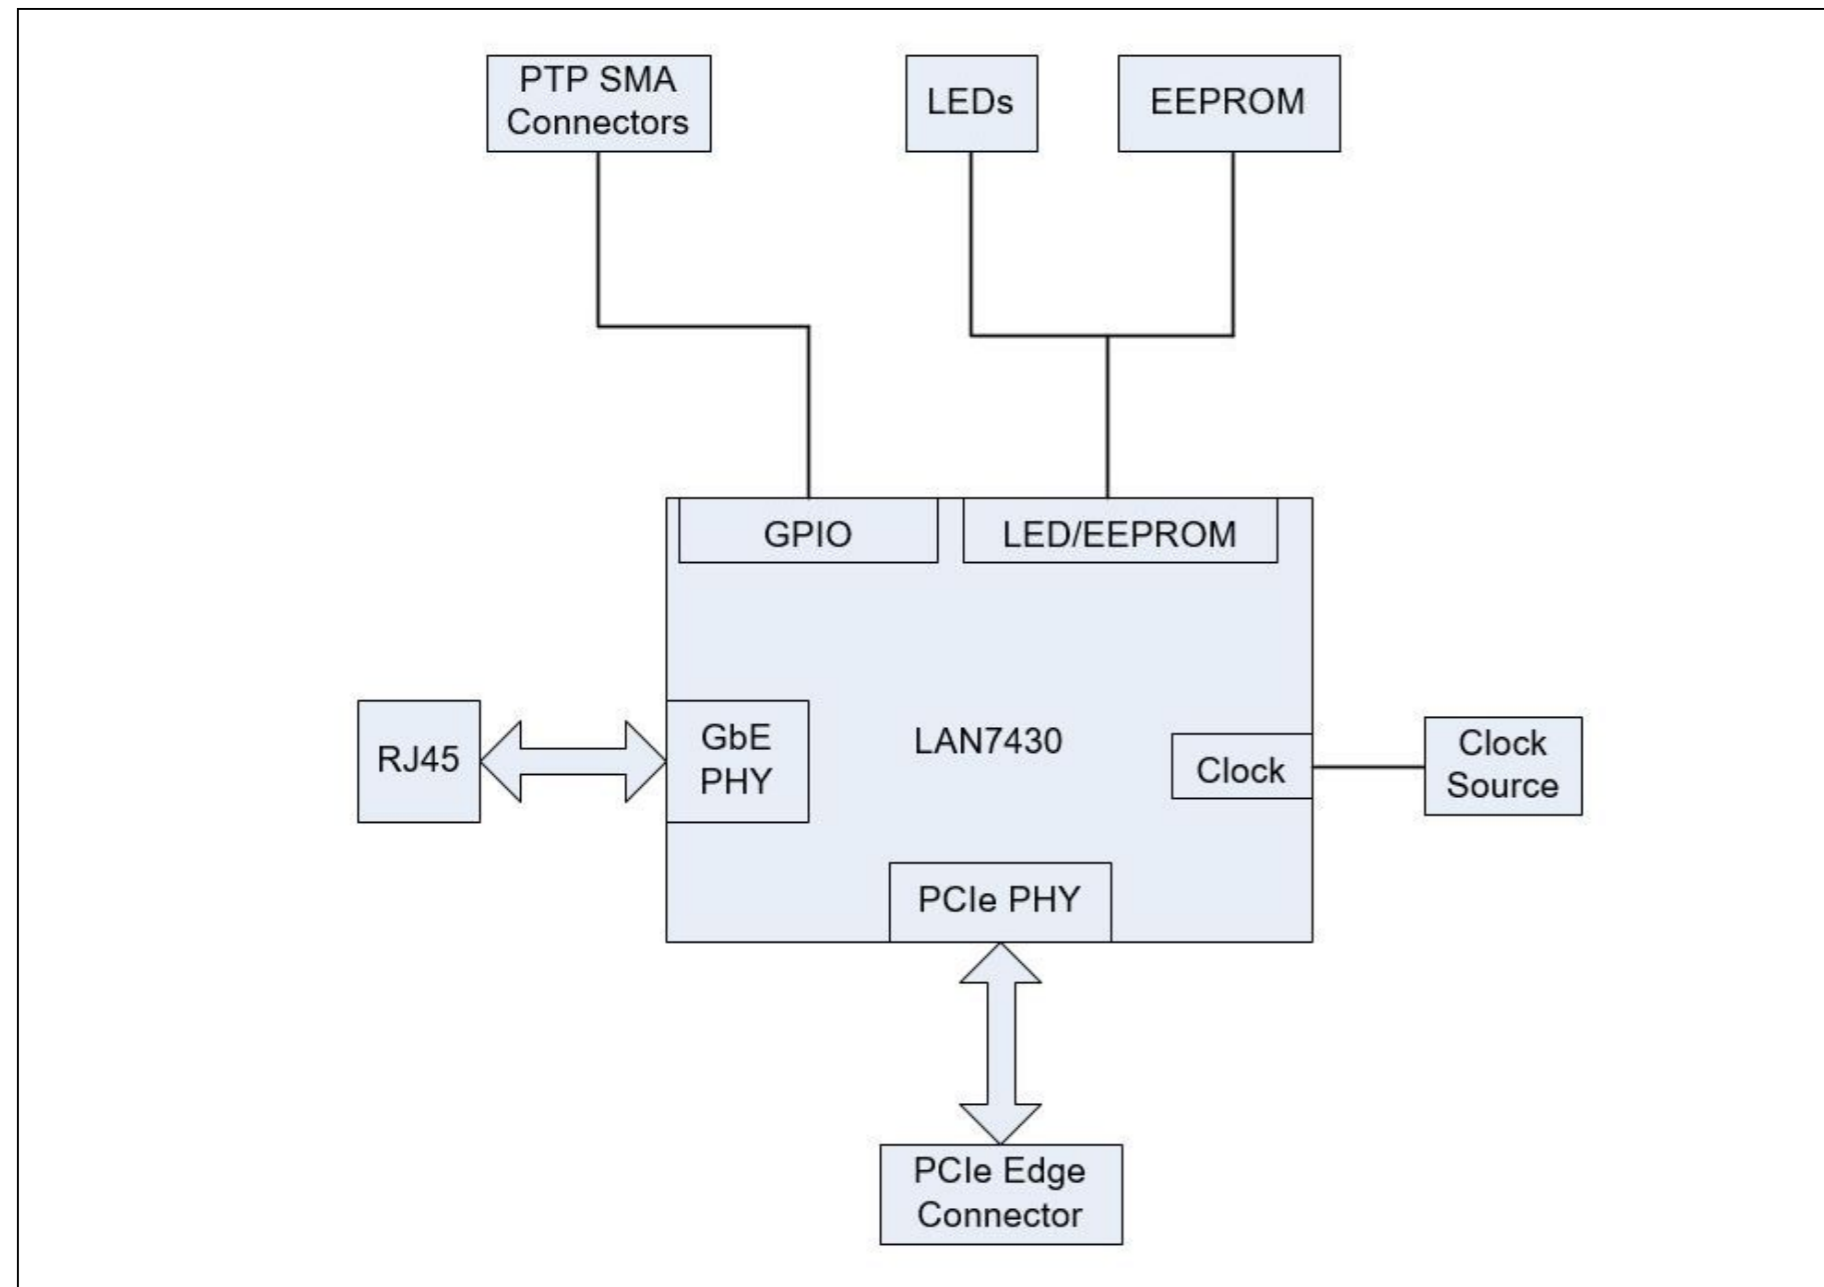 PTP SMA
Connectors
LEDs
EEPROM
GPIO
LED/EEPROM
RJ45
GbE
PHY
LAN7430
Clock
Clock
Source
PCIe PHY
PCIe Edge
Connector